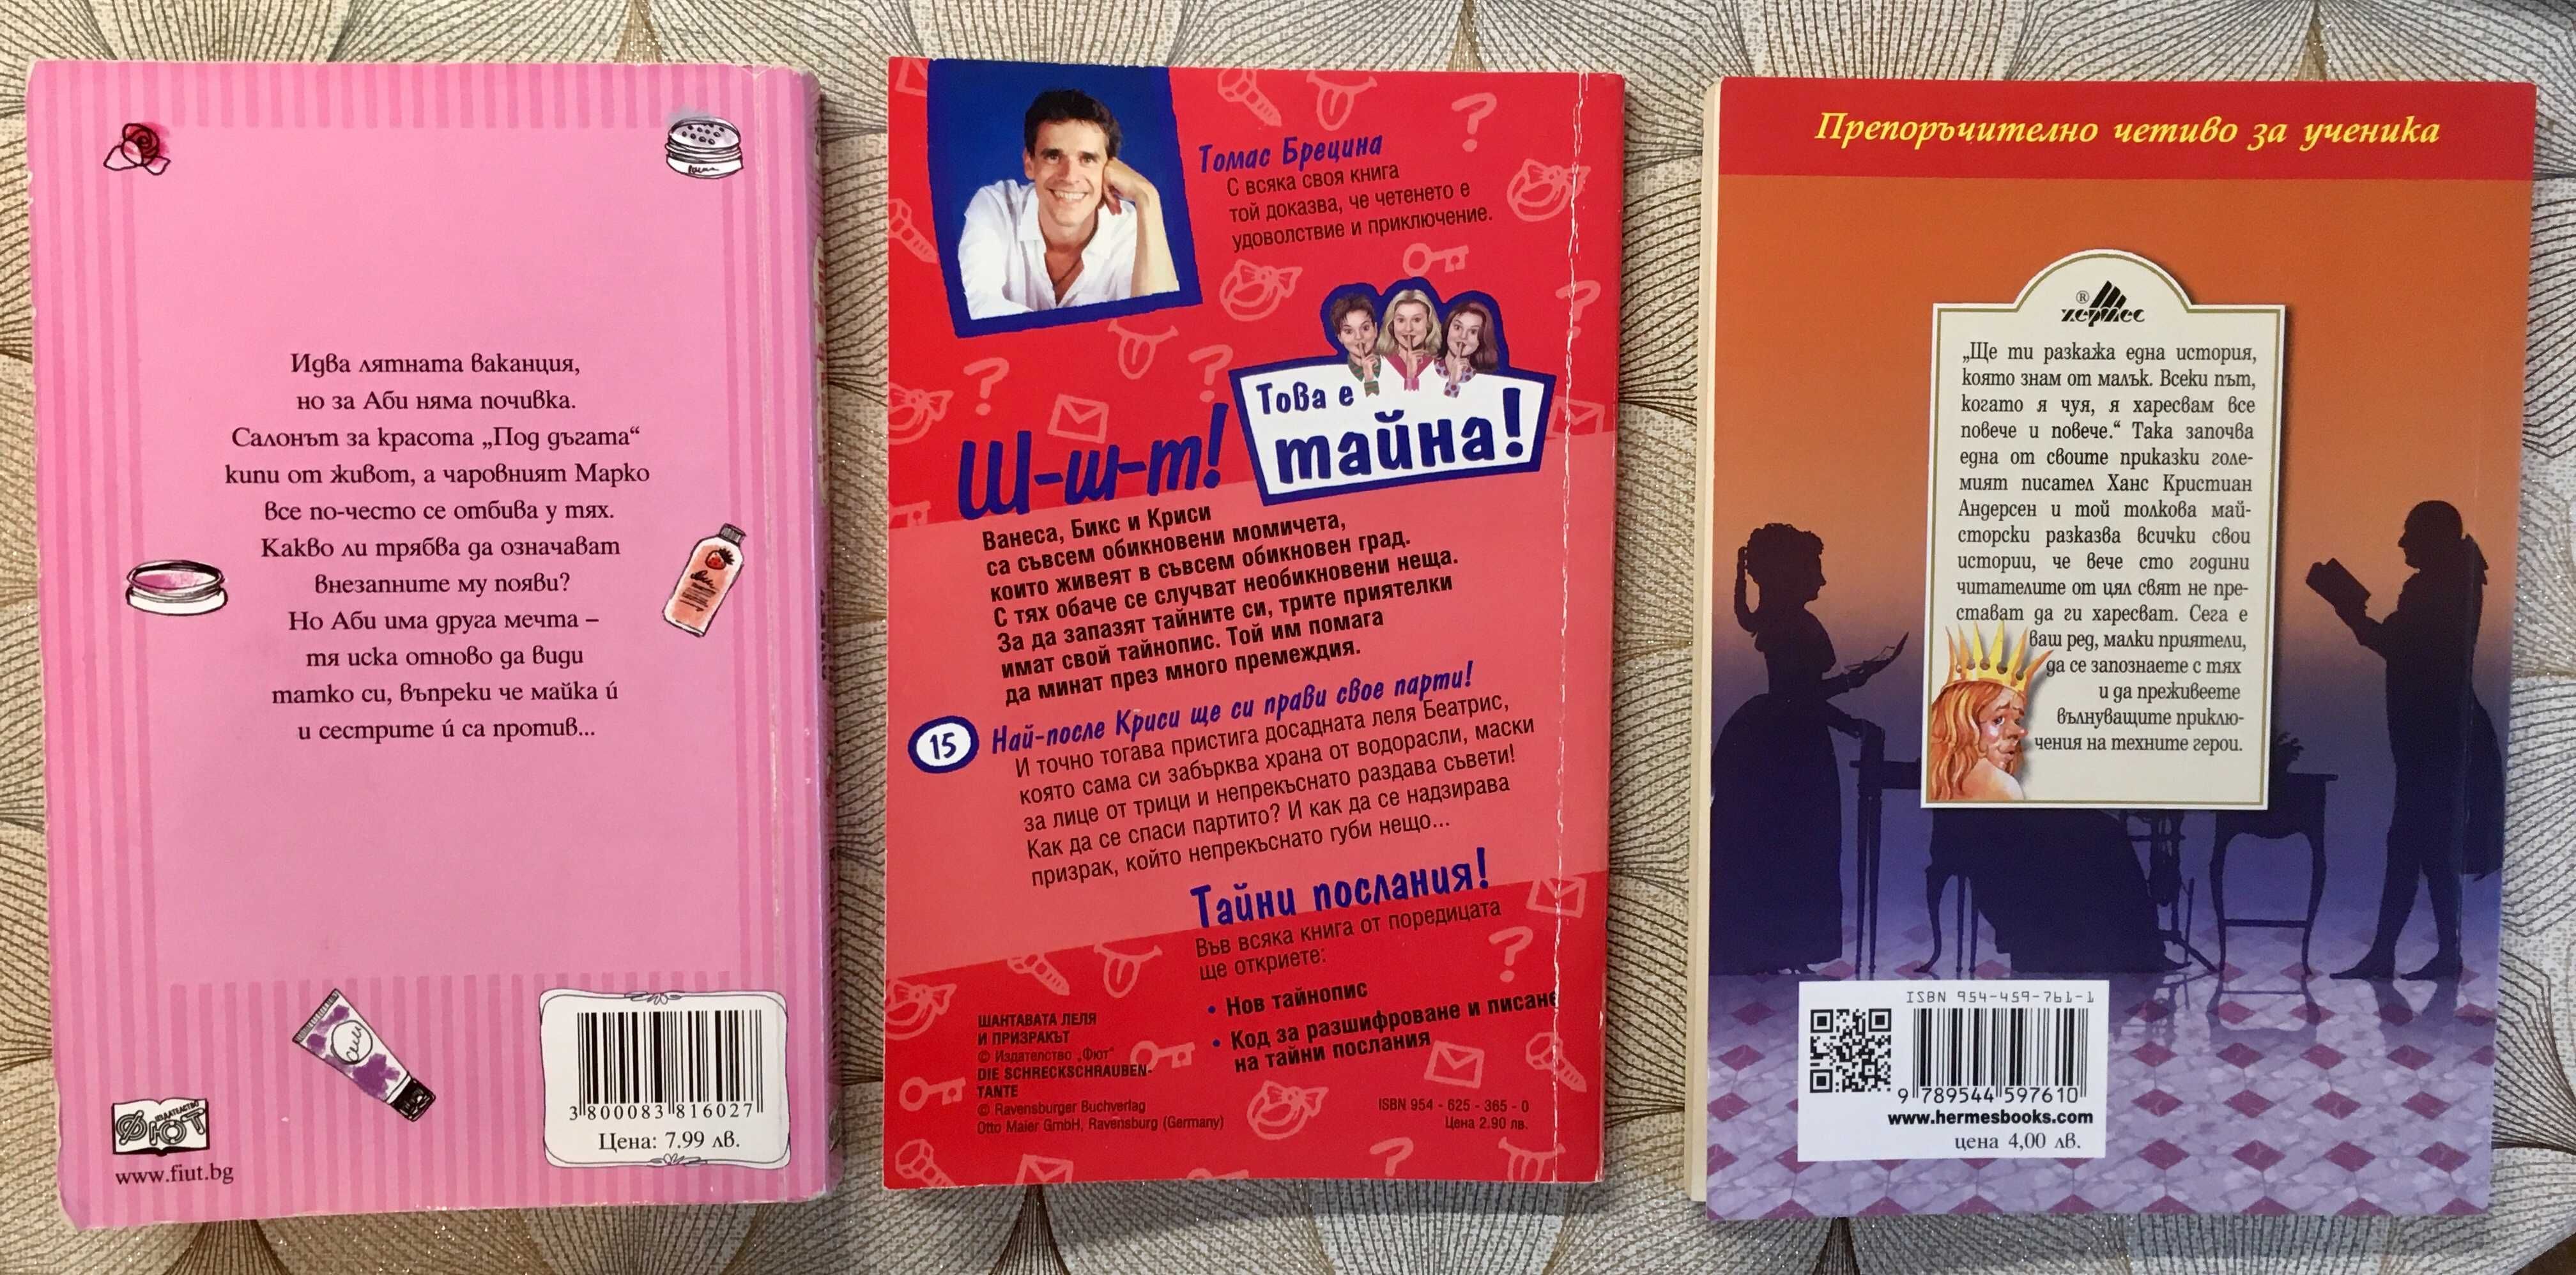 Идва лятната ваканция,
но за Аби няма почивка.
Салонът за красота „Под дъгата“
кипи от живот, а чаровният Марко
все по-често се отбива у тях.
Какво ли трябва да означават
внезапните му появи?
Но Аби има друга мечта –
тя иска отново да види
татко си, въпреки че майка ѝ
и сестрите ѝ са против...
ИЗДАТЕЛСТВО
ФЮТ
www.fiut.bg
3 800083 816027
Цена: 7.99 лв.
Томас Брецина
С всяка своя книга
той доказва, че четенето е
удоволствие и приключение.
Ш-ш-т!
Това е
тайна!
Ванеса, Бикс и Криси
са съвсем обикновени момичета,
които живеят в съвсем обикновен град.
С тях обаче се случват необикновени неща.
За да запазят тайните си, трите приятелки
имат свой тайнопис. Той им помага
да минат през много премеждия.
15
Най-после Криси ще си прави свое парти!
И точно тогава пристига досадната леля Беатрис,
която сама си забърква храна от водорасли, маски
за лице от трици и непрекъснато раздава съвети!
Как да се спаси партито? И как да се надзирава
призрак, който непрекъснато губи нещо...
Тайни послания!
Във всяка книга от поредицата
ще откриете:
• Нов тайнопис
• Код за разшифроване и писане
на тайни послания
ШАНТАВАТА ЛЕЛЯ
И ПРИЗРАКЪТ
© Издателство „Фют“
DIE SCHRECKSCHRAUBEN-
TANTE
© Ravensburger Buchverlag
Otto Maier GmbH, Ravensburg (Germany)
ISBN 954 - 625 - 365 - 0
Цена 2.90 лв.
Препоръчително четиво за ученика
®
хермес
„Ще ти разкажа една история,
която знам от малък. Всеки път,
когато я чуя, я харесвам все
повече и повече.“ Така започва
една от своите приказки голе-
мият писател Ханс Кристиан
Андерсен и той толкова май-
сторски разказва всички свои
истории, че вече сто години
читателите от цял свят не пре-
стават да ги харесват. Сега е
ваш ред, малки приятели,
да се запознаете с тях
и да преживеете
вълнуващите приклю-
чения на техните герои.
ISBN 954-459-761-1
9 789544 597610
www.hermesbooks.com
цена 4,00 лв.